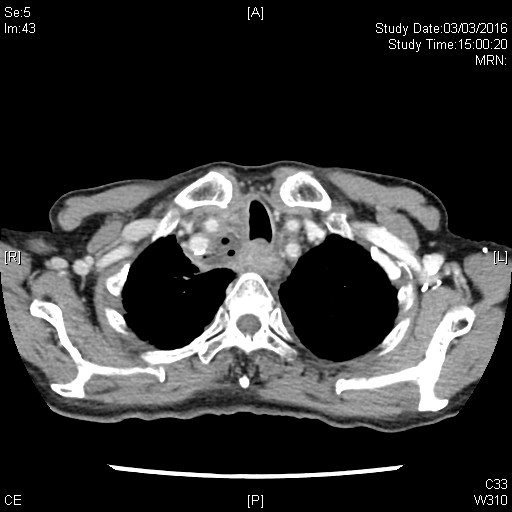 Se:5
Im:43
[A]
Study Date:03/03/2016
Study Time:15:00:20
MRN:
[R]
[L]
CE
[P]
C33
W310